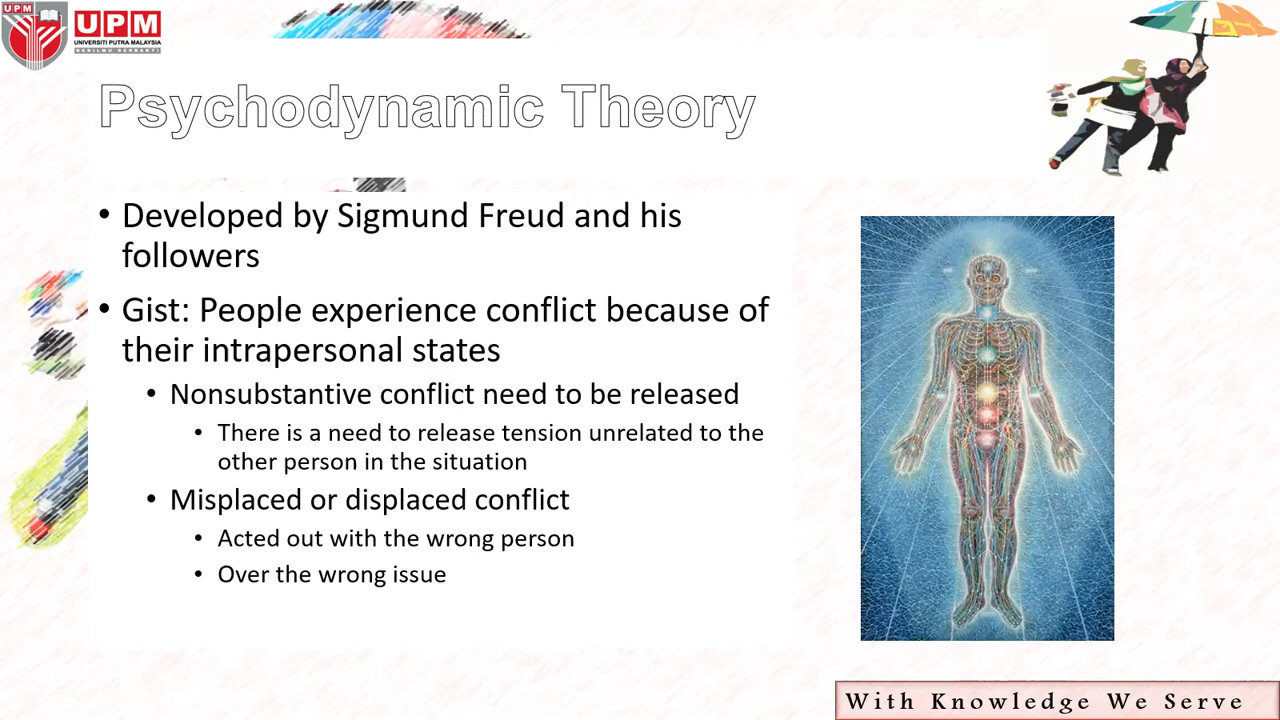 UPM
UPM
UNIVERSITI PUTRA MALAYSIA
BERILMU BERBAKTI
Psychodynamic Theory
• Developed by Sigmund Freud and his
followers
• Gist: People experience conflict because of
their intrapersonal states
• Nonsubstantive conflict need to be released
• There is a need to release tension unrelated to the
other person in the situation
• Misplaced or displaced conflict
• Acted out with the wrong person
• Over the wrong issue
With Knowledge We Serve